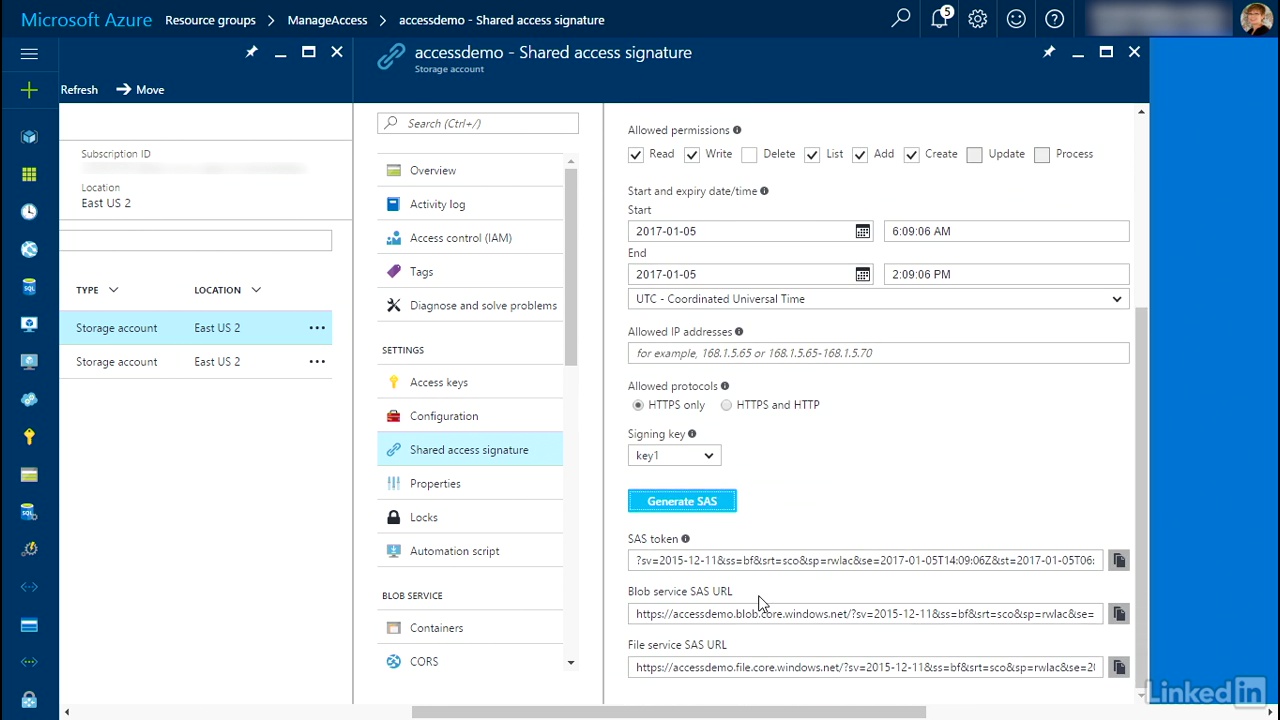 Microsoft Azure Resource groups > ManageAccess > accessdemo - Shared access signature
5
Refresh → Move
Subscription ID
Location
East US 2
TYPE LOCATION
Storage account East US 2 •••
Storage account East US 2 •••
accessdemo - Shared access signature
Storage account
Search (Ctrl+/)
Overview
Activity log
Access control (IAM)
Tags
Diagnose and solve problems
SETTINGS
Access keys
Configuration
Shared access signature
Properties
Locks
Automation script
BLOB SERVICE
Containers
CORS
Allowed permissions
Read Write Delete List Add Create Update Process
Start and expiry date/time
Start
2017-01-05 6:09:06 AM
End
2017-01-05 2:09:06 PM
UTC - Coordinated Universal Time
Allowed IP addresses
for example, 168.1.5.65 or 168.1.5.65-168.1.5.70
Allowed protocols
HTTPS only HTTPS and HTTP
Signing key
key1
Generate SAS
SAS token
?sv=2015-12-11&ss=bf&srt=sco&sp=rwlac&se=2017-01-05T14:09:06Z&st=2017-01-05T06:
Blob service SAS URL
https://accessdemo.blob.core.windows.net/?sv=2015-12-11&ss=bf&srt=sco&sp=rwlac&se=
File service SAS URL
https://accessdemo.file.core.windows.net/?sv=2015-12-11&ss=bf&srt=sco&sp=rwlac&se=20
LinkedIn